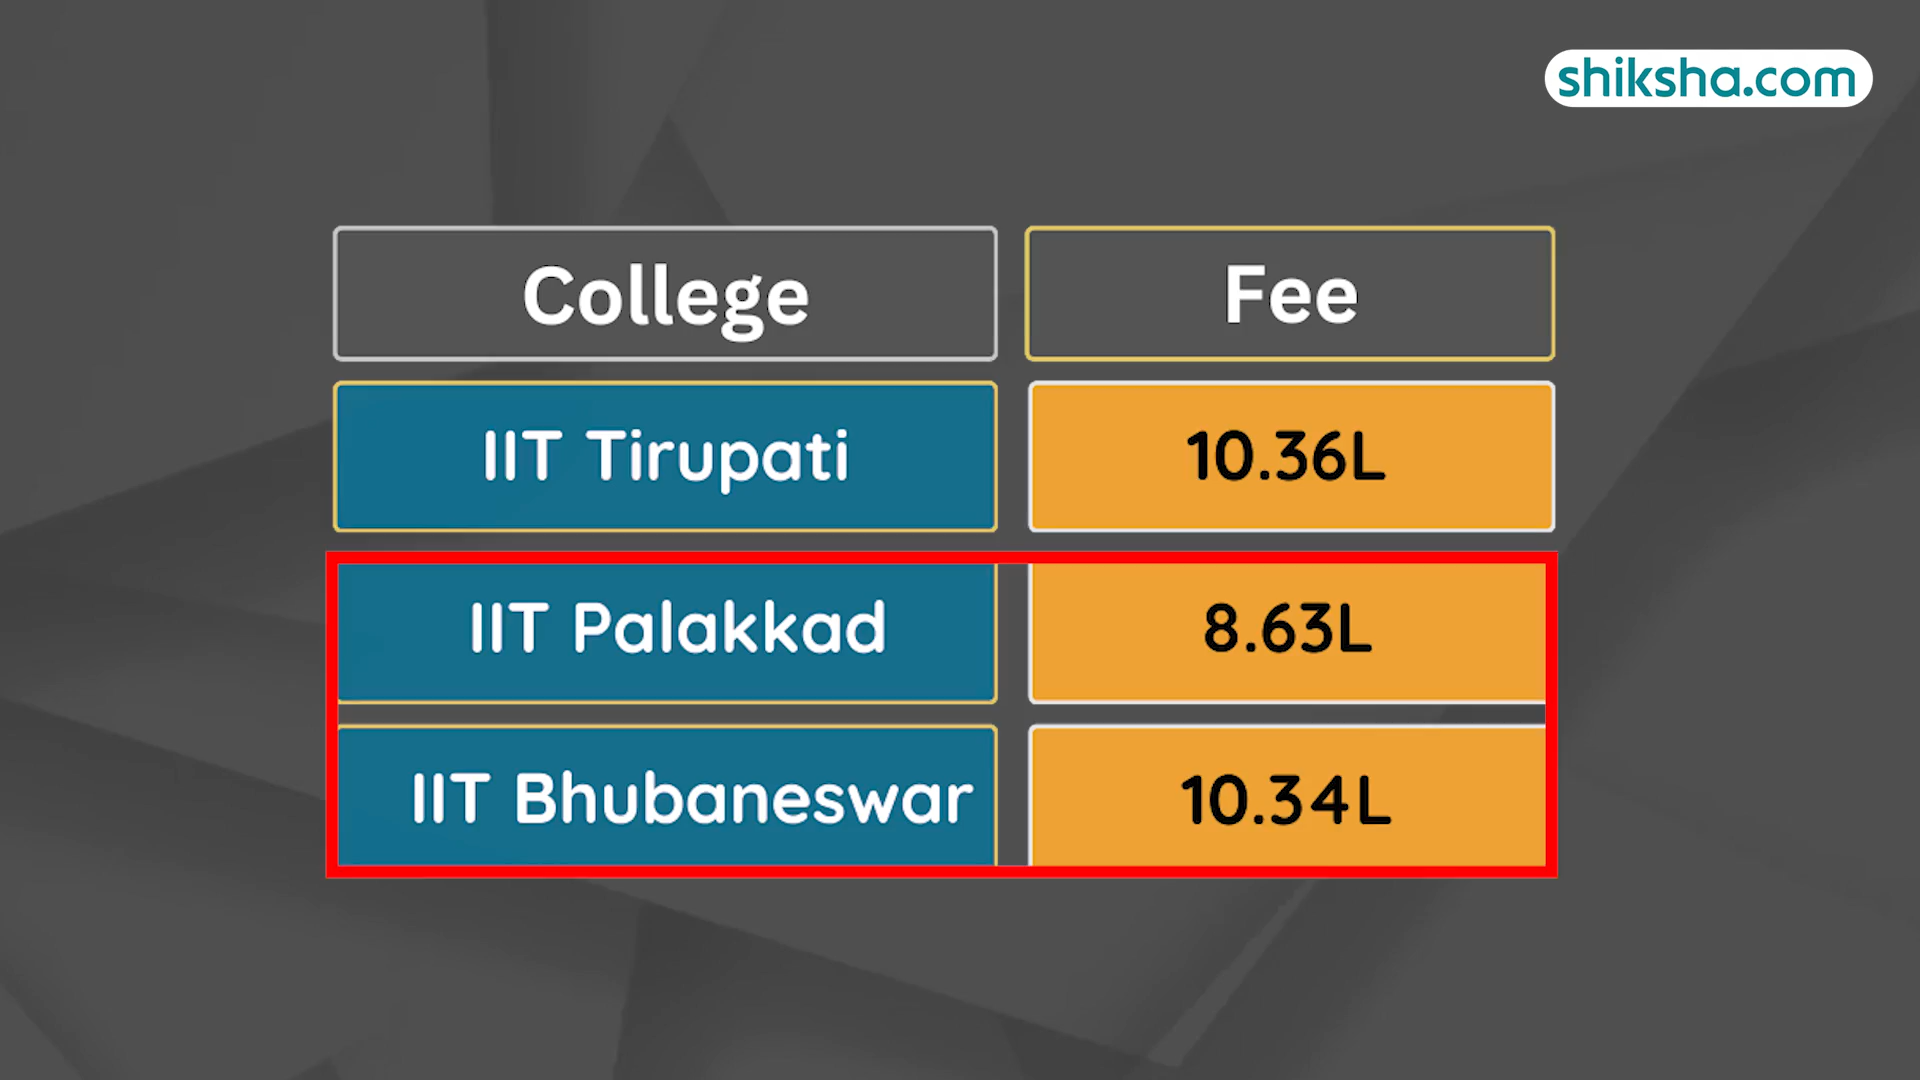 shiksha.com
College Fee
IIT Tirupati 10.36L
IIT Palakkad 8.63L
IIT Bhubaneswar 10.34L